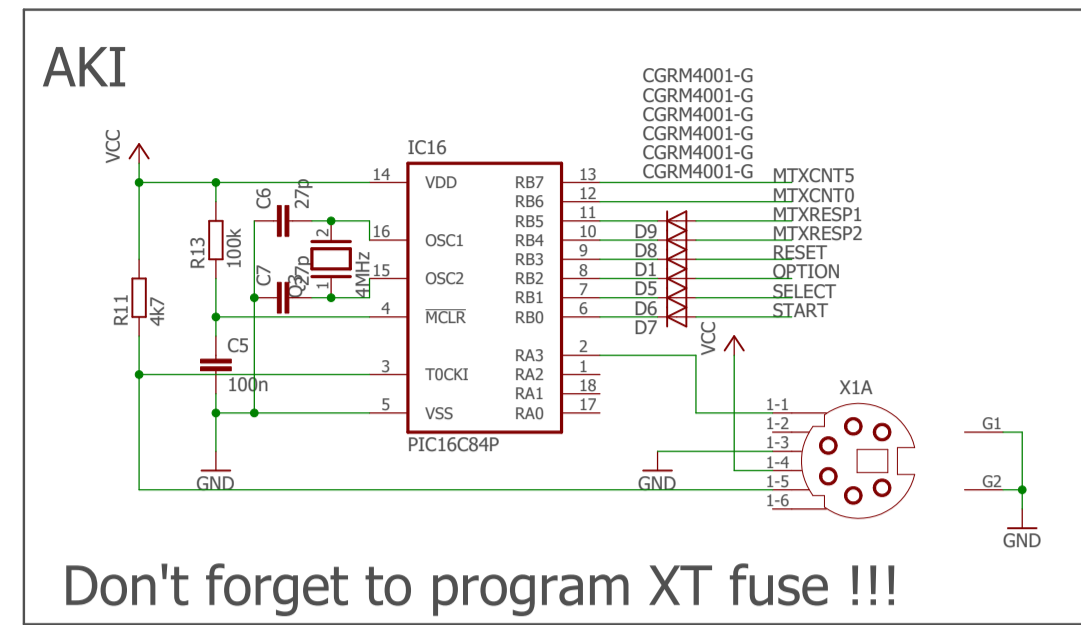 AKI
CGRM4001-G
CGRM4001-G
CGRM4001-G
CGRM4001-G
CGRM4001-G
CGRM4001-G
VCC
IC16
14 VDD RB7 13 MTXCNT5
RB6 12 MTXCNT0
C6 27p
RB5 11 MTXRESP1
16 OSC1 RB4 10 D9 MTXRESP2
R13 100k
2
RB3 9 D8 RESET
C7 27p
Q3
1
4MHz
15 OSC2 RB2 8 D1 OPTION
RB1 7 D5 SELECT
R11 4k7
4 MCLR RB0 6 D6 START
D7
VCC
C5
100n
RA3 2
3 T0CKI RA2 1
RA1 18
5 VSS RA0 17
PIC16C84P
X1A
1-1
1-2
1-3
1-4
1-5
1-6
G1
G2
GND
GND
GND
Don't forget to program XT fuse !!!